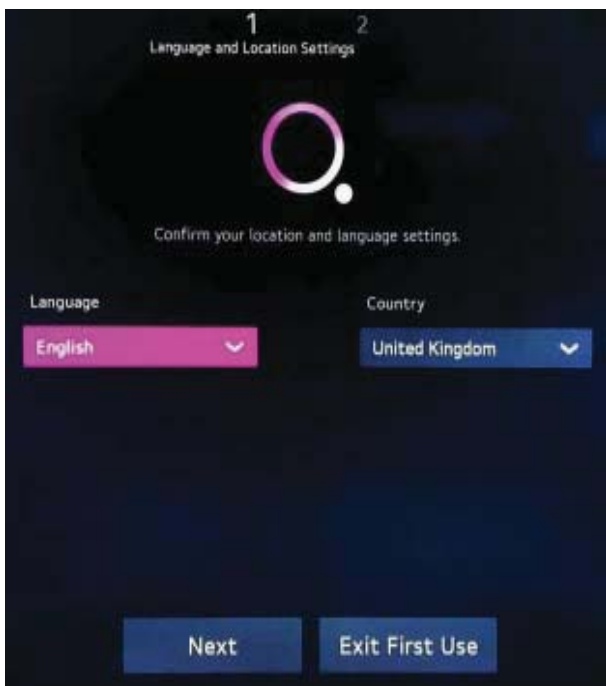 1 2
Language and Location Settings
Confirm your location and language settings.
Language Country
English United Kingdom
Next Exit First Use